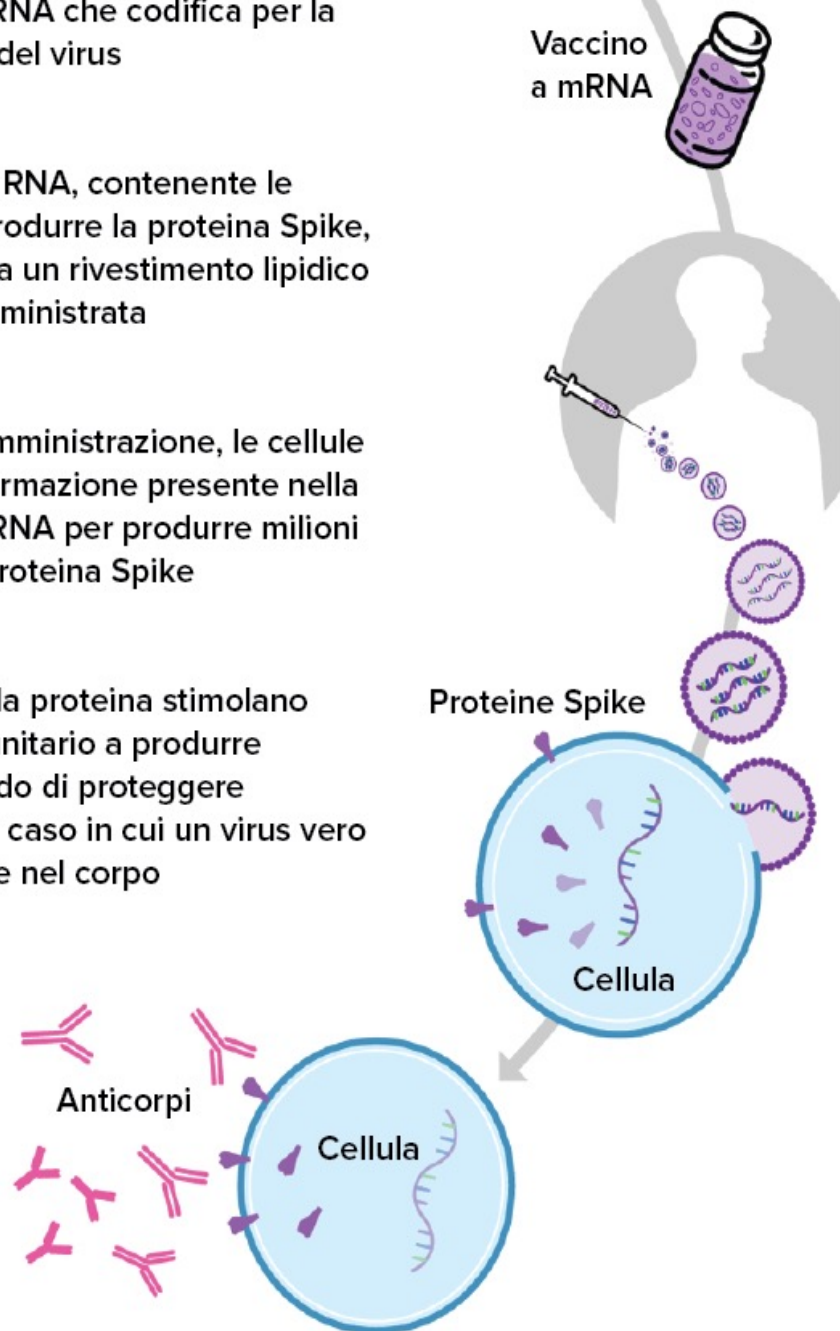 RNA che codifica per la
del virus
Vaccino
a mRNA
RNA, contenente le
rodurre la proteina Spike,
a un rivestimento lipidico
ministrata
mministrazione, le cellule
rmazione presente nella
RNA per produrre milioni
roteina Spike
la proteina stimolano
unitario a produrre
do di proteggere
caso in cui un virus vero
e nel corpo
Proteine Spike
Cellula
Anticorpi
Cellula